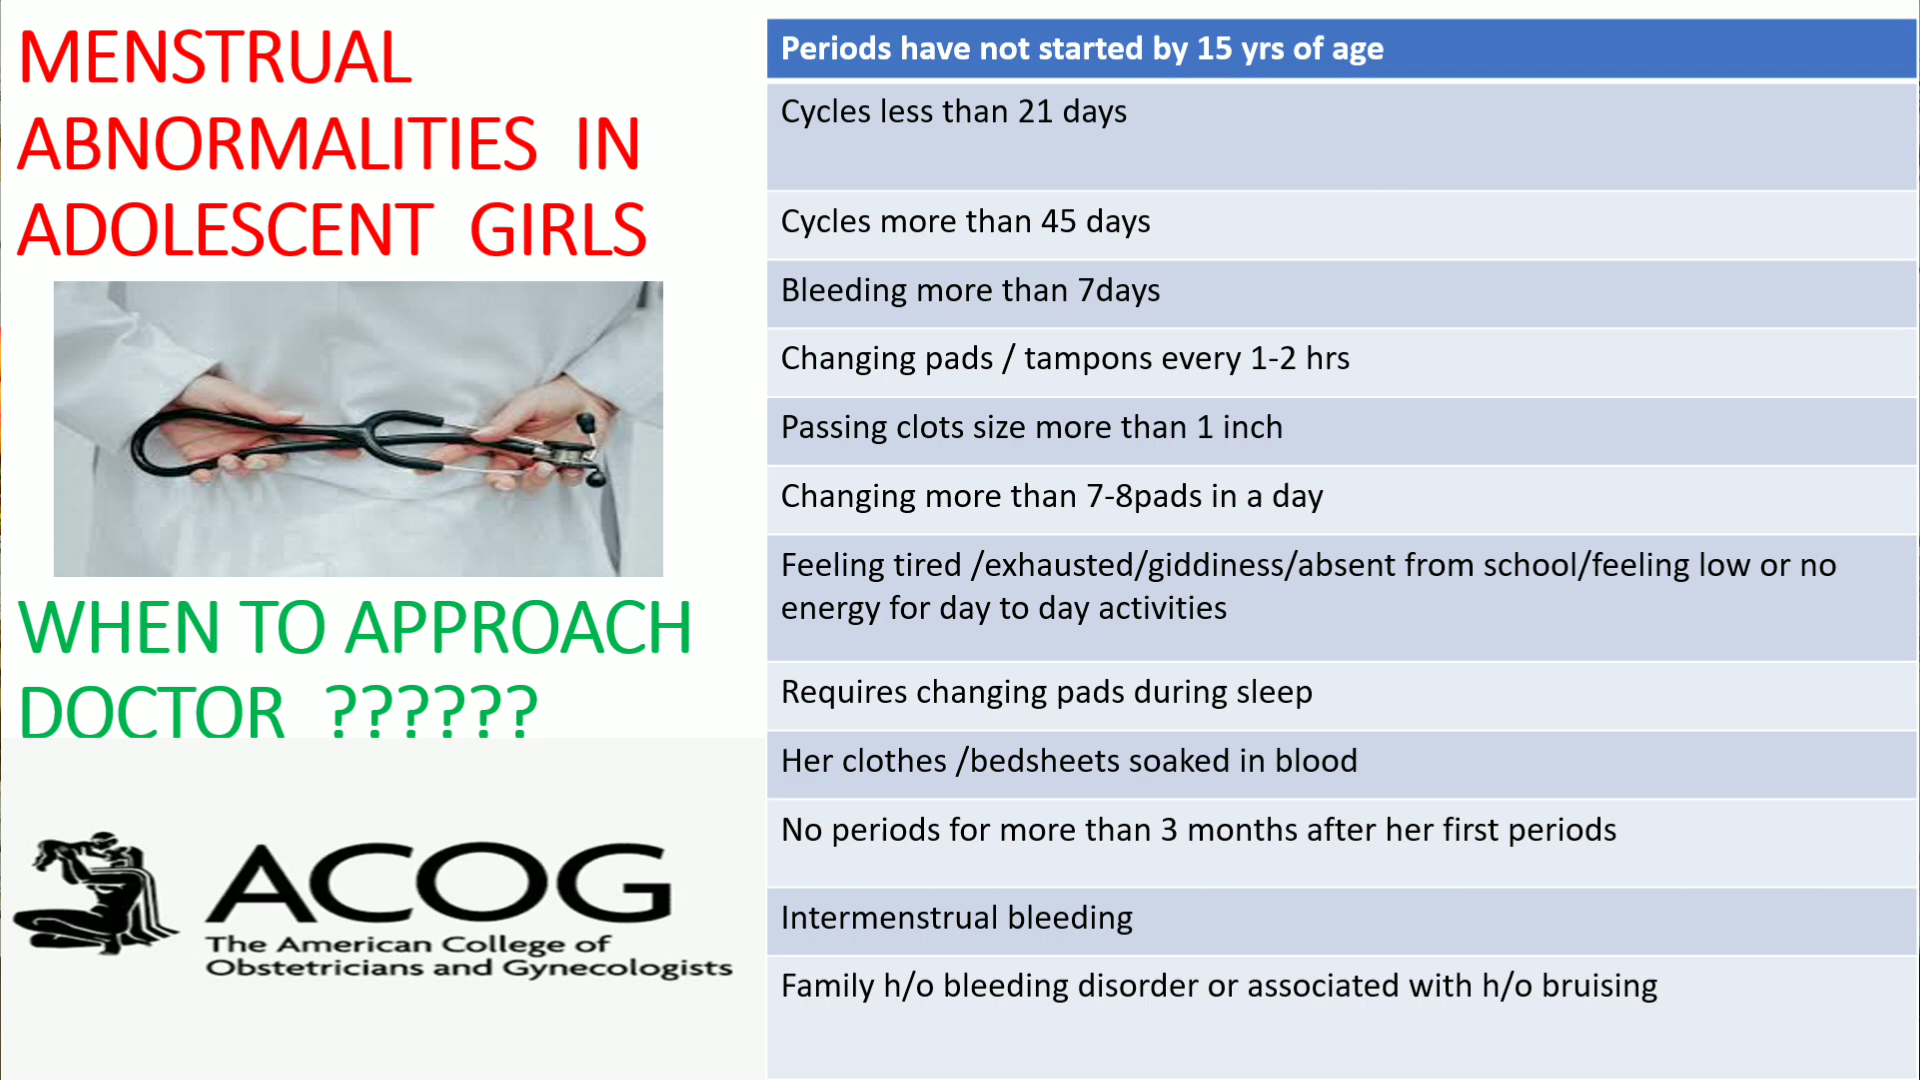 MENSTRUAL
ABNORMALITIES IN
ADOLESCENT GIRLS
WHEN TO APPROACH
DOCTOR ??????
ACOG
The American College of
Obstetricians and Gynecologists
Periods have not started by 15 yrs of age
Cycles less than 21 days
Cycles more than 45 days
Bleeding more than 7days
Changing pads / tampons every 1-2 hrs
Passing clots size more than 1 inch
Changing more than 7-8pads in a day
Feeling tired /exhausted/giddiness/absent from school/feeling low or no
energy for day to day activities
Requires changing pads during sleep
Her clothes /bedsheets soaked in blood
No periods for more than 3 months after her first periods
Intermenstrual bleeding
Family h/o bleeding disorder or associated with h/o bruising